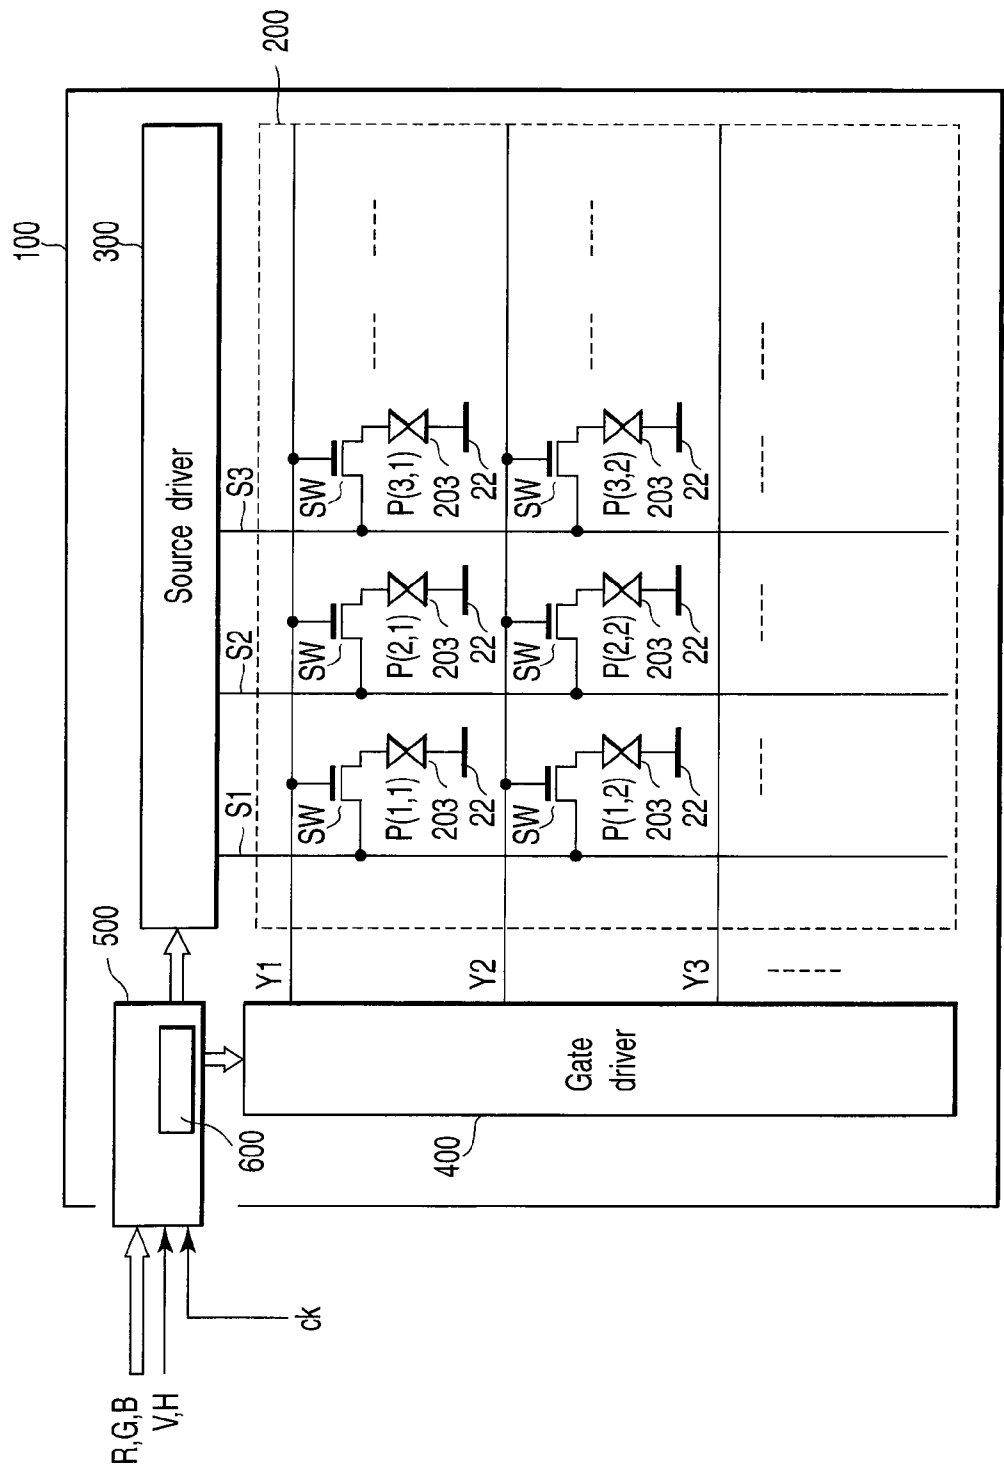 100
200
300
Source driver
500
600
R,G,B
V,H
ck
S1
S2
S3
Y1
SW
SW
SW
P(1,1)
P(2,1)
P(3,1)
203
203
203
22
22
22
Y2
SW
SW
SW
P(1,2)
P(2,2)
P(3,2)
203
203
203
22
22
22
Y3
Gate
driver
400